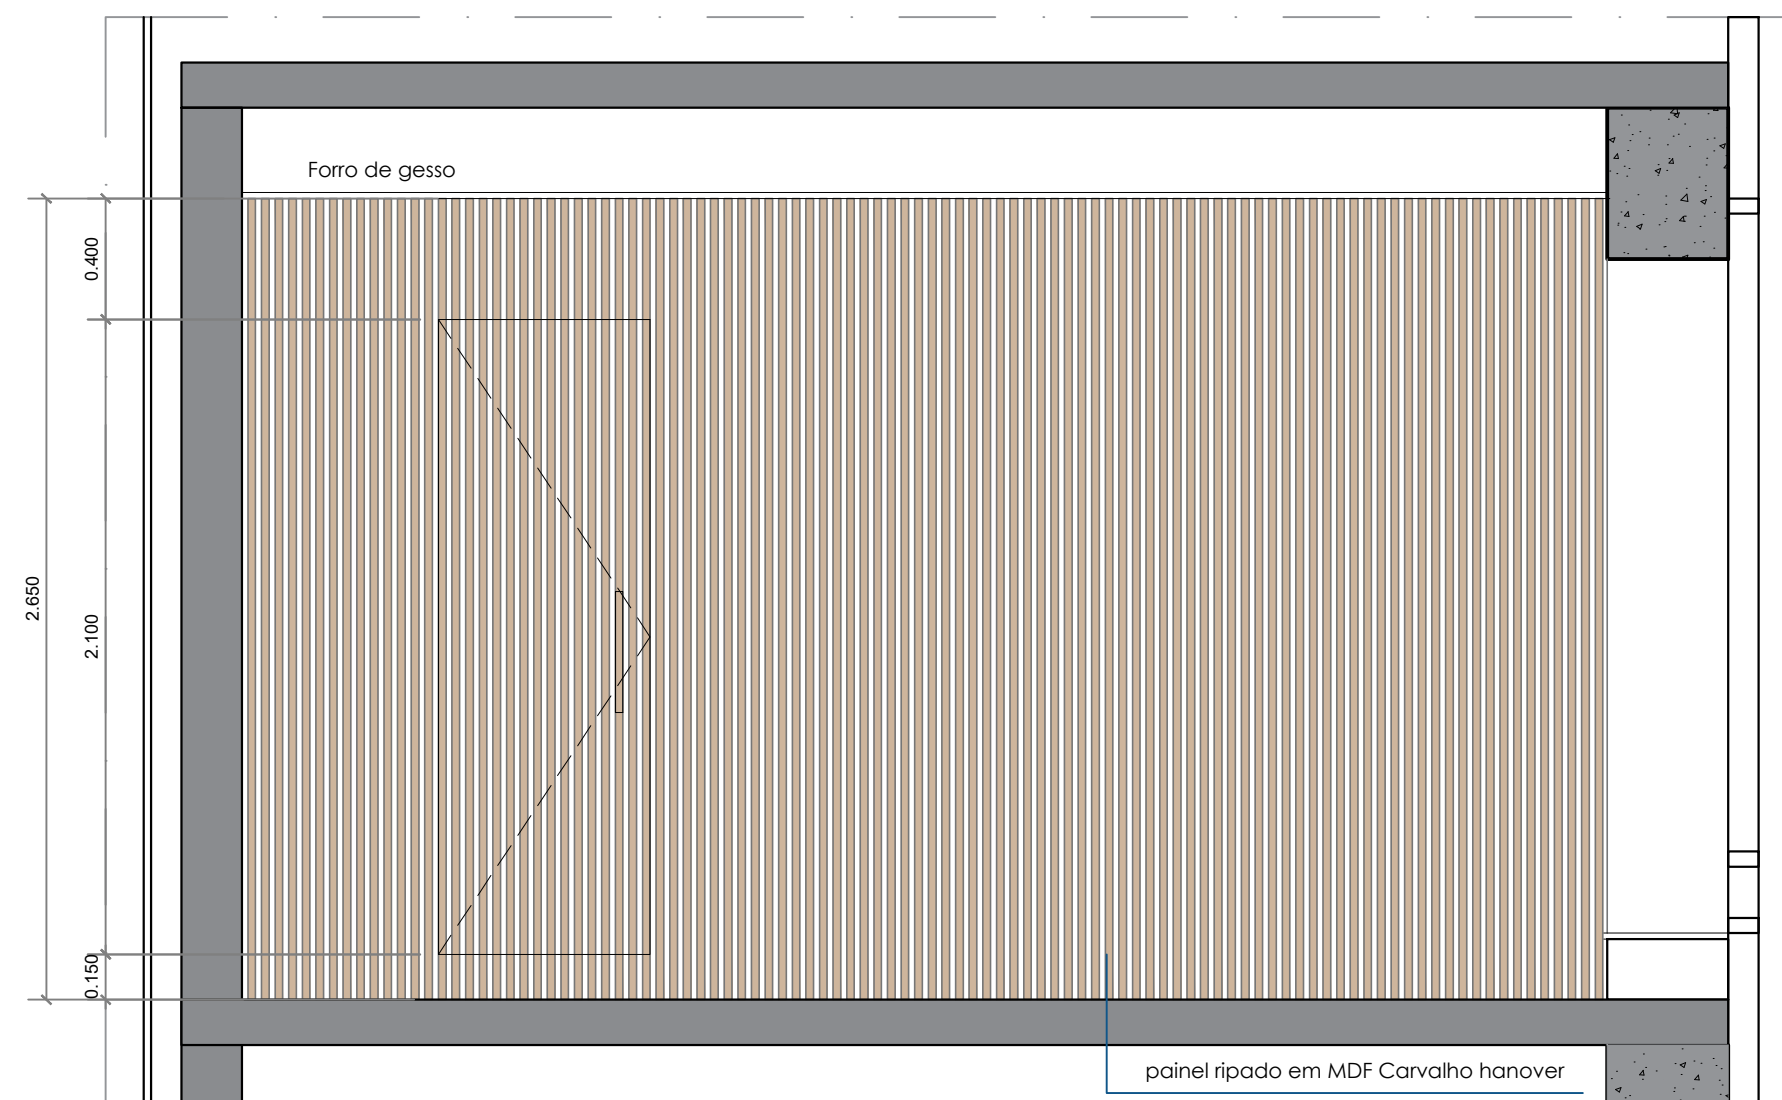 Forro de gesso
0.400
2.650
2.100
0.150
painel ripado em MDF Carvalho hanover